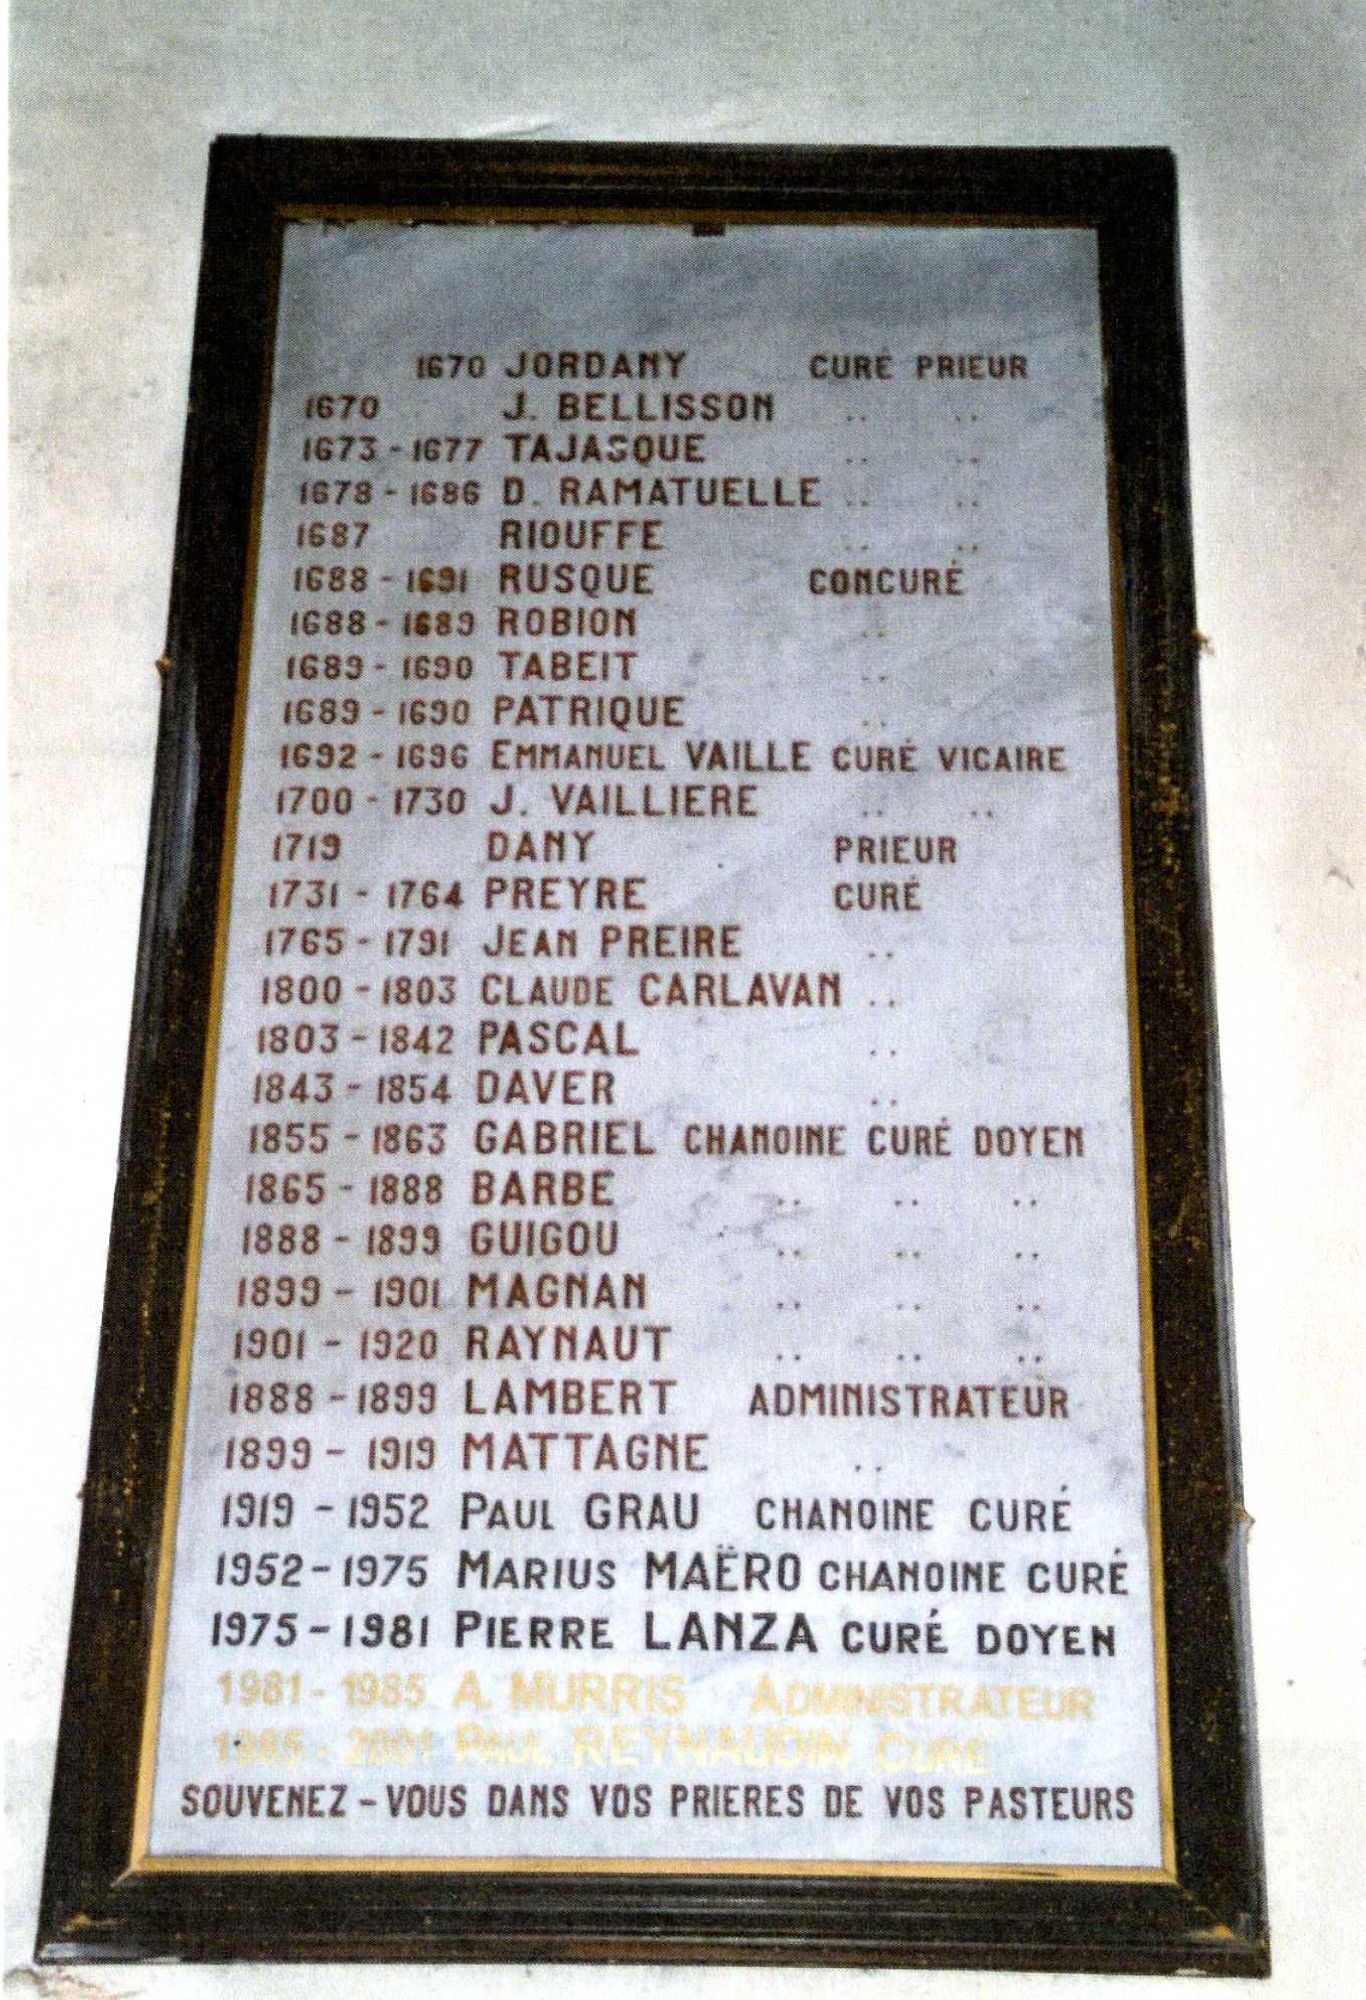 1670 JORDANY CURÉ PRIEUR
1670 J. BELLISSON .. ..
1673 - 1677 TAJASQUE .. ..
1678 - 1686 D. RAMATUELLE .. ..
1687 RIOUFFE .. ..
1688 - 1691 RUSQUE CONCURÉ
1688 - 1689 ROBION ..
1689 - 1690 TABEIT ..
1689 - 1690 PATRIQUE ..
1692 - 1696 EMMANUEL VAILLE CURÉ VICAIRE
1700 - 1730 J. VAILLIERE .. ..
1719 DANY PRIEUR
1731 - 1764 PREYRE CURÉ
1765 - 1791 JEAN PREIRE ..
1800 - 1803 CLAUDE CARLAVAN ..
1803 - 1842 PASCAL ..
1843 - 1854 DAVER ..
1855 - 1863 GABRIEL CHANOINE CURÉ DOYEN
1865 - 1888 BARBE .. .. ..
1888 - 1899 GUIGOU .. .. ..
1899 - 1901 MAGNAN .. .. ..
1901 - 1920 RAYNAUT .. .. ..
1888 - 1899 LAMBERT ADMINISTRATEUR
1899 - 1919 MATTAGNE ..
1919 - 1952 PAUL GRAU CHANOINE CURÉ
1952 - 1975 MARIUS MAËRO CHANOINE CURÉ
1975 - 1981 PIERRE LANZA CURÉ DOYEN
1981 - 1985 A. MURRIS ADMINISTRATEUR
1985 - 2001 PAUL REYNAUDIN CURÉ
SOUVENEZ - VOUS DANS VOS PRIERES DE VOS PASTEURS